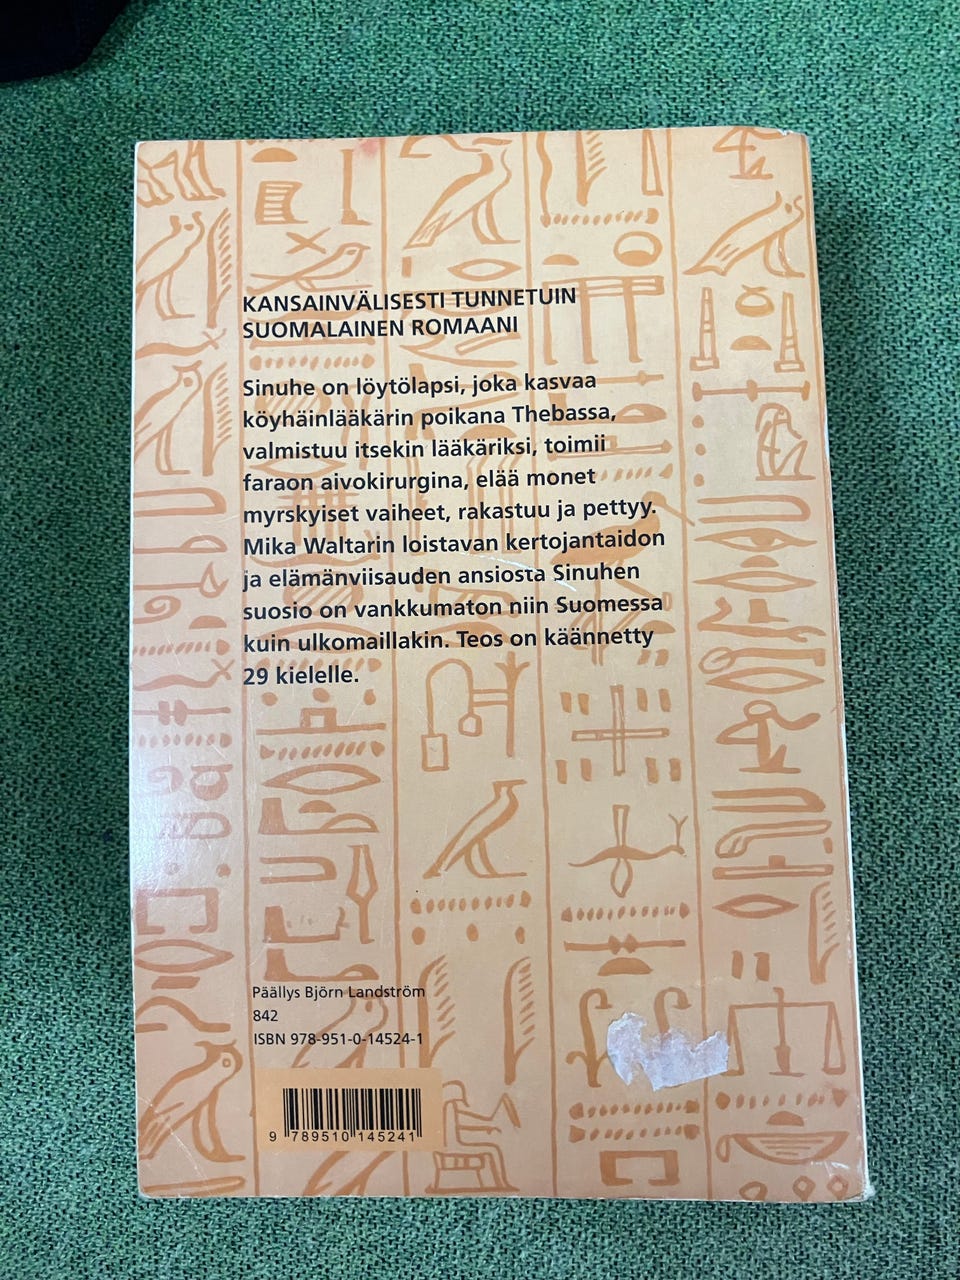 KANSAINVÄLISESTI TUNNETUIN
SUOMALAINEN ROMAANI
Sinuhe on löytölapsi, joka kasvaa
köyhäinlääkärin poikana Thebassa,
valmistuu itsekin lääkäriksi, toimii
faraon aivokirurgina, elää monet
myrskyiset vaiheet, rakastuu ja pettyy.
Mika Waltarin loistavan kertojantaidon
ja elämänviisauden ansiosta Sinuhen
suosio on vankkumaton niin Suomessa
kuin ulkomaillakin. Teos on käännetty
29 kielelle.
Päällys Björn Landström
842
ISBN 978-951-0-14524-1
9 789510 145241